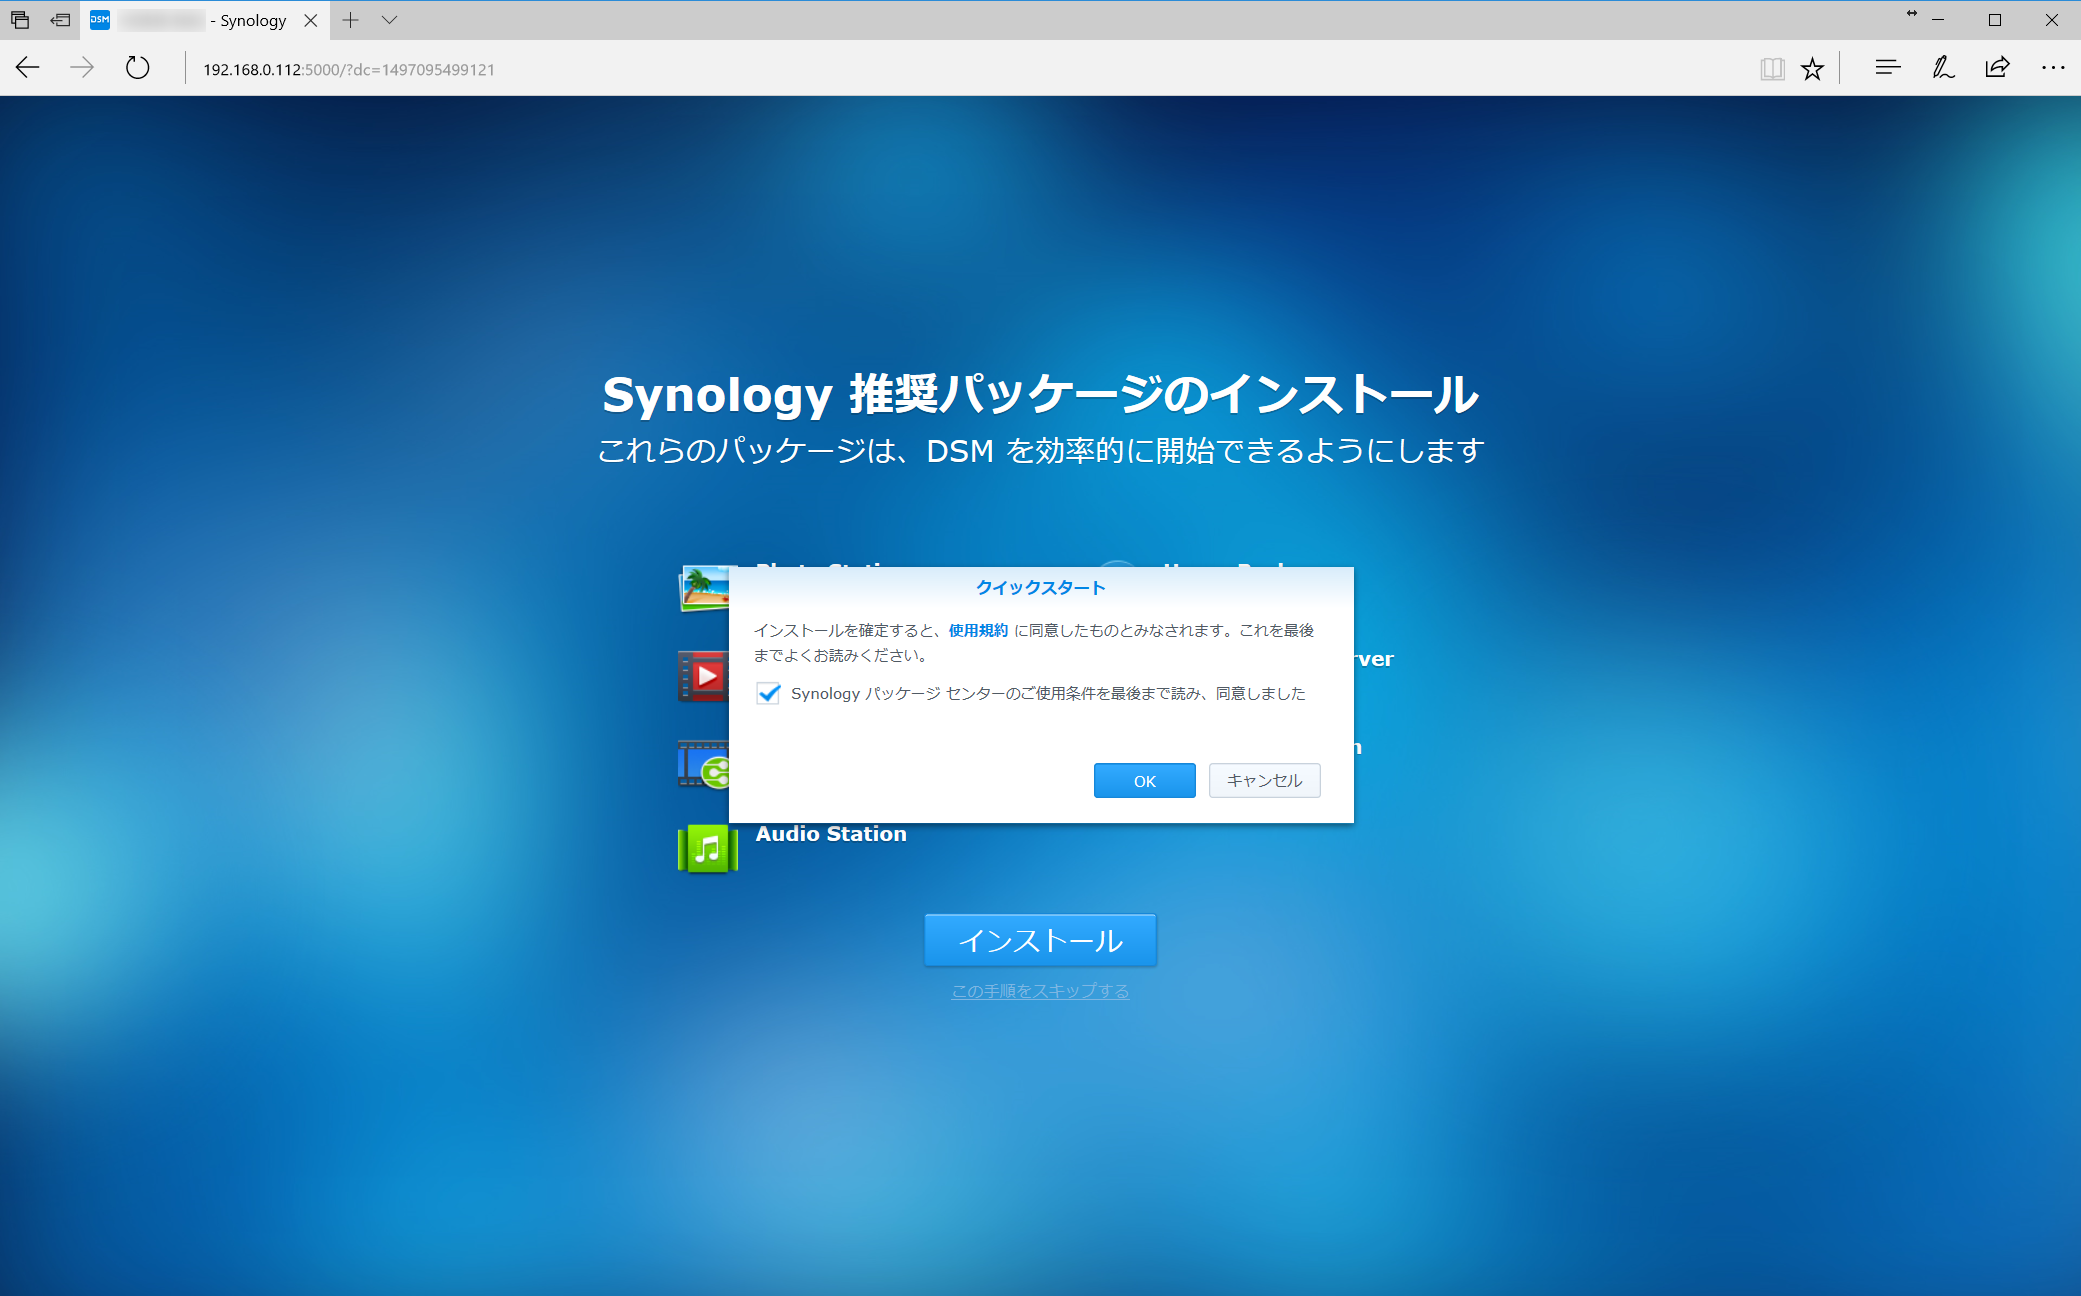 DSM
- Synology
192.168.0.112:5000/?dc=1497095499121
Synology 推奨パッケージのインストール
これらのパッケージは、DSM を効率的に開始できるようにします
クイックスタート
インストールを確定すると、使用規約 に同意したものとみなされます。これを最後
までよくお読みください。
Synology パッケージ センターのご使用条件を最後まで読み、同意しました
OK キャンセル
Audio Station
インストール
この手順をスキップする